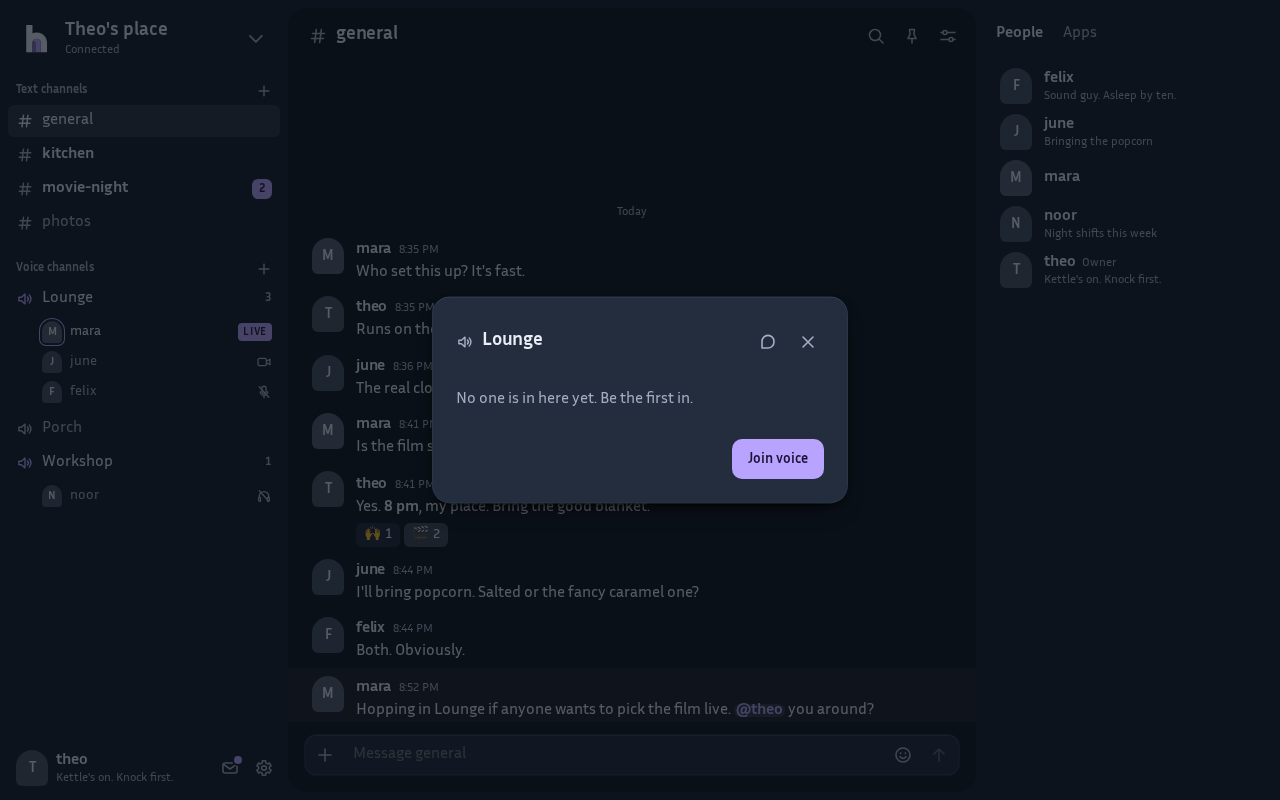 Theo's place
Connected
Text channels
general
kitchen
movie-night
2
photos
Voice channels
Lounge
3
M
mara
LIVE
J
june
F
felix
Porch
Workshop
1
N
noor
T
theo
Kettle's on. Knock first.
general
Today
M
mara 8:35 PM
Who set this up? It's fast.
T
theo 8:35 PM
Runs on the
J
june 8:36 PM
The real clo
M
mara 8:41 P
Is the film s
T
theo 8:41 PM
Yes. 8 pm, my place. Bring the good blanket.
1
2
J
june 8:44 PM
I'll bring popcorn. Salted or the fancy caramel one?
F
felix 8:44 PM
Both. Obviously.
M
mara 8:52 PM
Hopping in Lounge if anyone wants to pick the film live. @theo you around?
Message general
Lounge
No one is in here yet. Be the first in.
Join voice
People Apps
F
felix
Sound guy. Asleep by ten.
J
june
Bringing the popcorn
M
mara
N
noor
Night shifts this week
T
theo Owner
Kettle's on. Knock first.